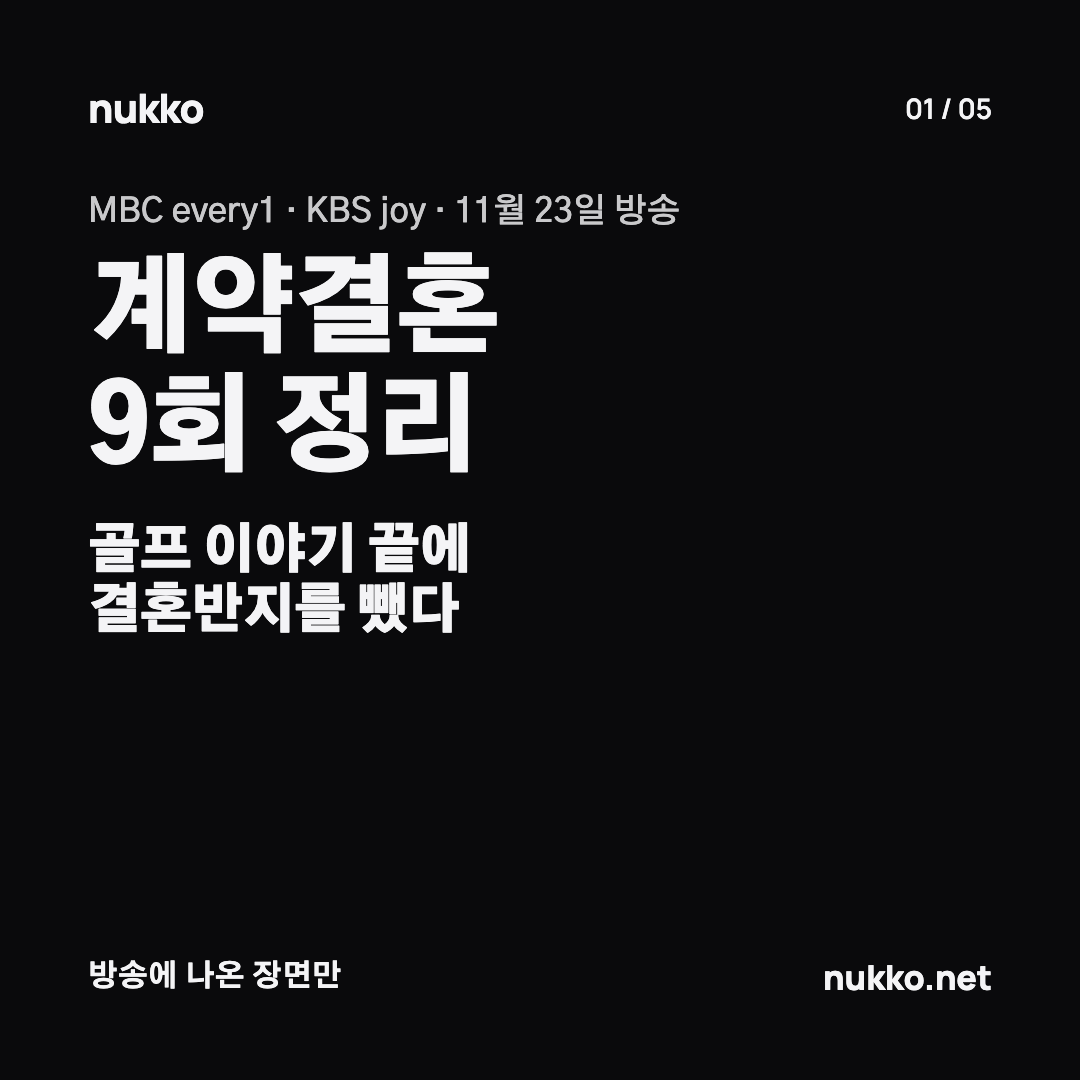 nukko
01 / 05
MBC every1 · KBS joy · 11월 23일 방송
계약결혼
9회 정리
골프 이야기 끝에
결혼반지를 뺐다
방송에 나온 장면만
nukko.net